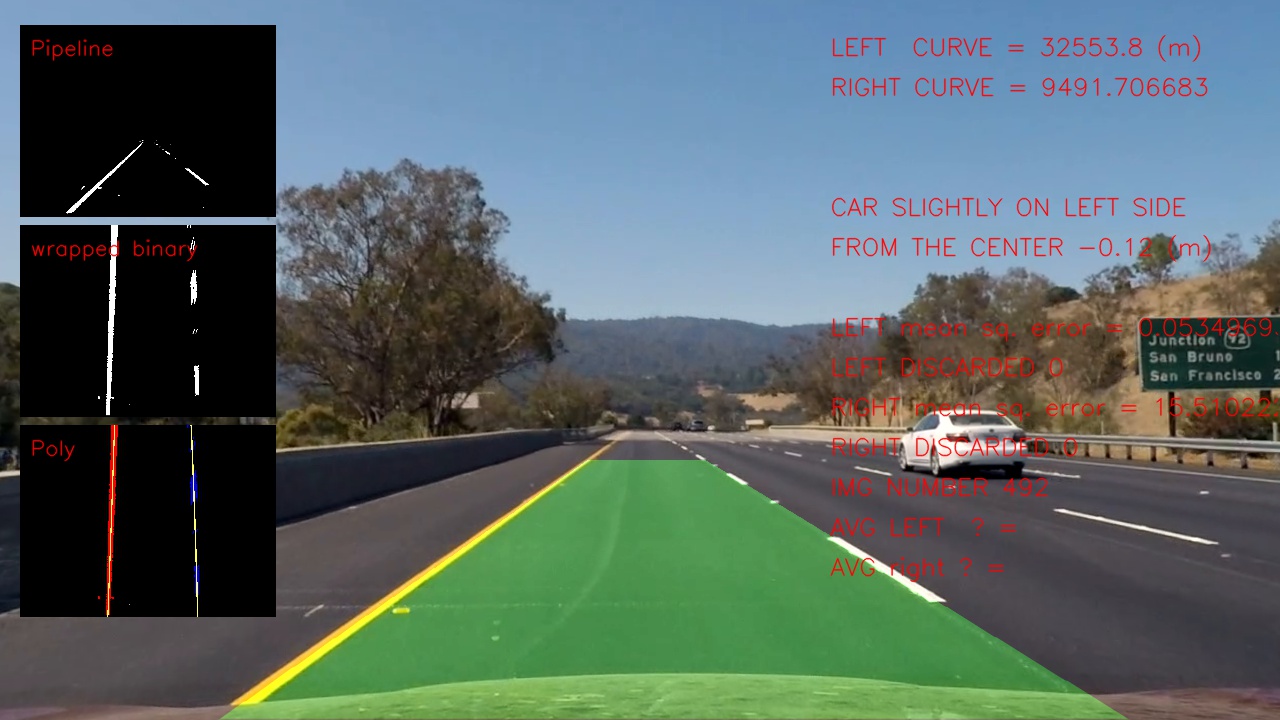 Pipeline
wrapped binary
Poly
LEFT CURVE = 32553.8 (m)
RIGHT CURVE = 9491.706683
CAR SLIGHTLY ON LEFT SIDE
FROM THE CENTER -0.12 (m)
LEFT mean sq. error = 0.0534969
LEFT DISCARDED 0
RIGHT mean sq. error = 15.51022
RIGHT DISCARDED 0
IMG NUMBER 492
AVG LEFT ? =
AVG right ? =
Junction 92
San Bruno 1
San Francisco 2